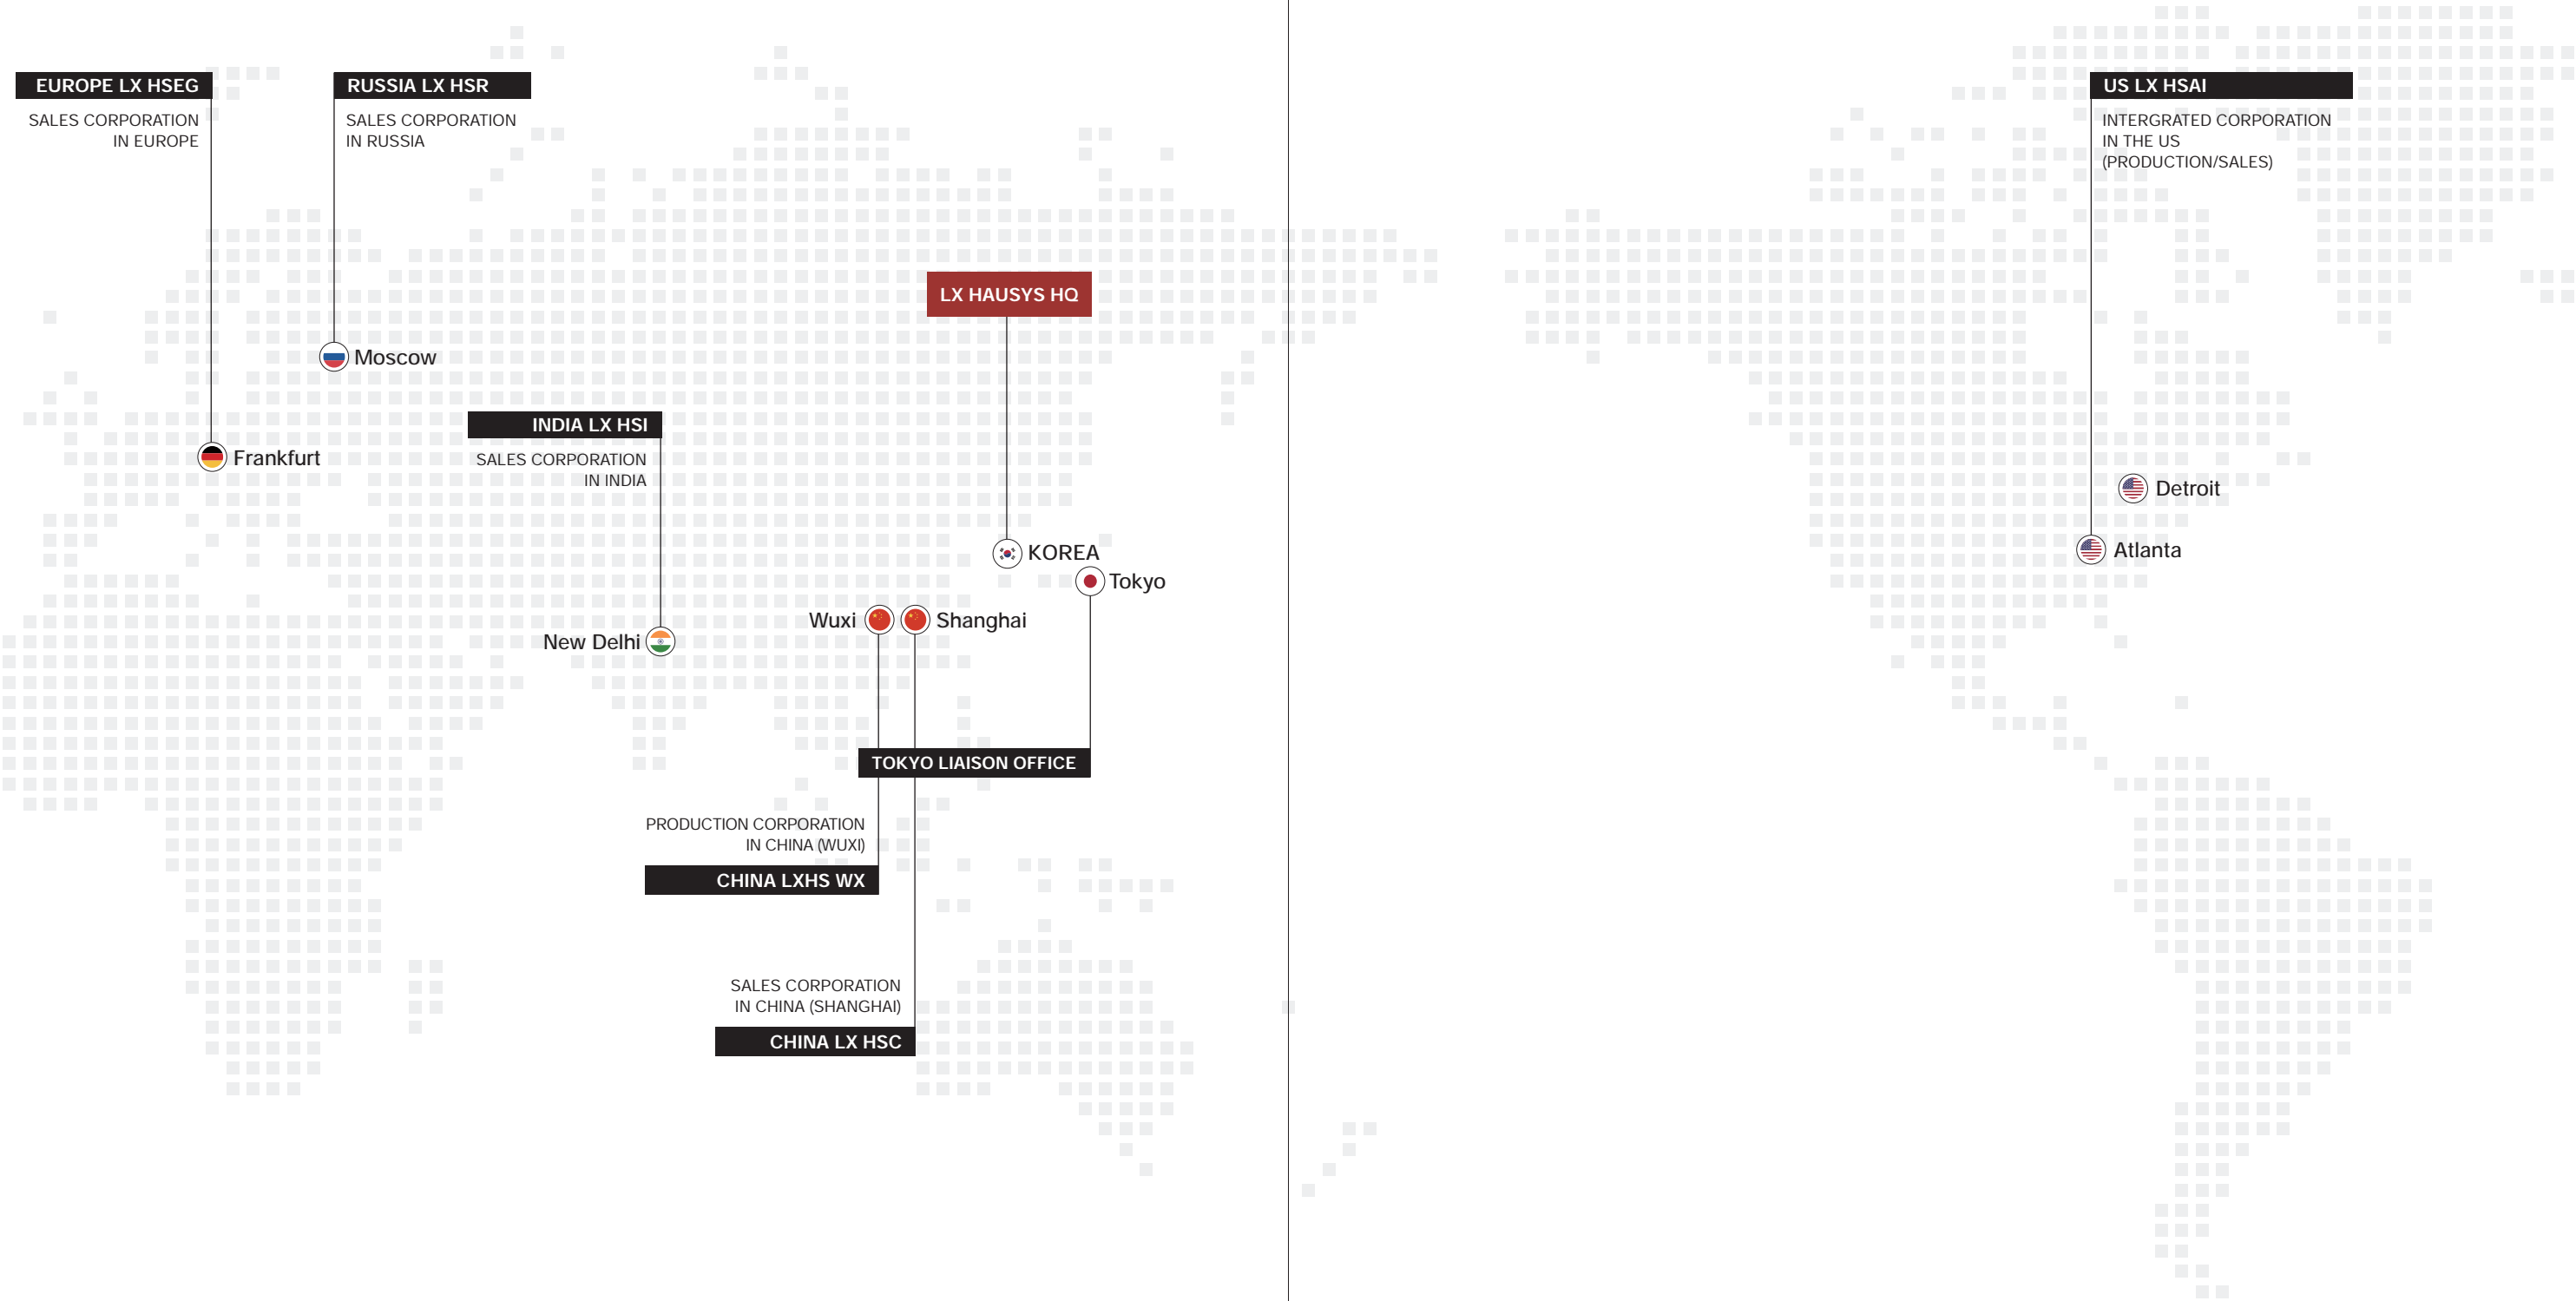 EUROPE LX HSEG
SALES CORPORATION
IN EUROPE
RUSSIA LX HSR
SALES CORPORATION
IN RUSSIA
US LX HSAI
INTERGRATED CORPORATION
IN THE US
(PRODUCTION/SALES)
LX HAUSYS HQ
Moscow
INDIA LX HSI
SALES CORPORATION
IN INDIA
Frankfurt
Detroit
KOREA
Atlanta
Tokyo
Wuxi
Shanghai
New Delhi
TOKYO LIAISON OFFICE
PRODUCTION CORPORATION
IN CHINA (WUXI)
CHINA LXHS WX
SALES CORPORATION
IN CHINA (SHANGHAI)
CHINA LX HSC